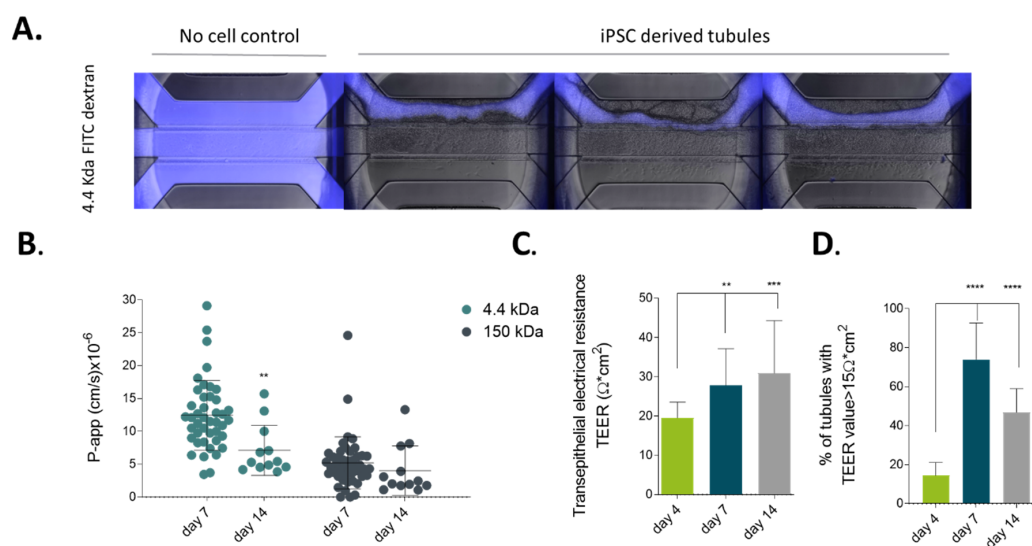 A.
No cell control
iPSC derived tubules
4.4 Kda FITC dextran
B.
P-app (cm/s)x10-6
30
25
20
15
10
5
0
**
4.4 kDa
150 kDa
day 7
day 14
day 7
day 14
C.
Transepithelial electrical resistance
TEER (Ω*cm2)
50
40
30
20
10
0
**
***
day 4
day 7
day 14
D.
% of tubules with
TEER value>15Ω*cm2
100
80
60
40
20
0
****
****
day 4
day 7
day 14